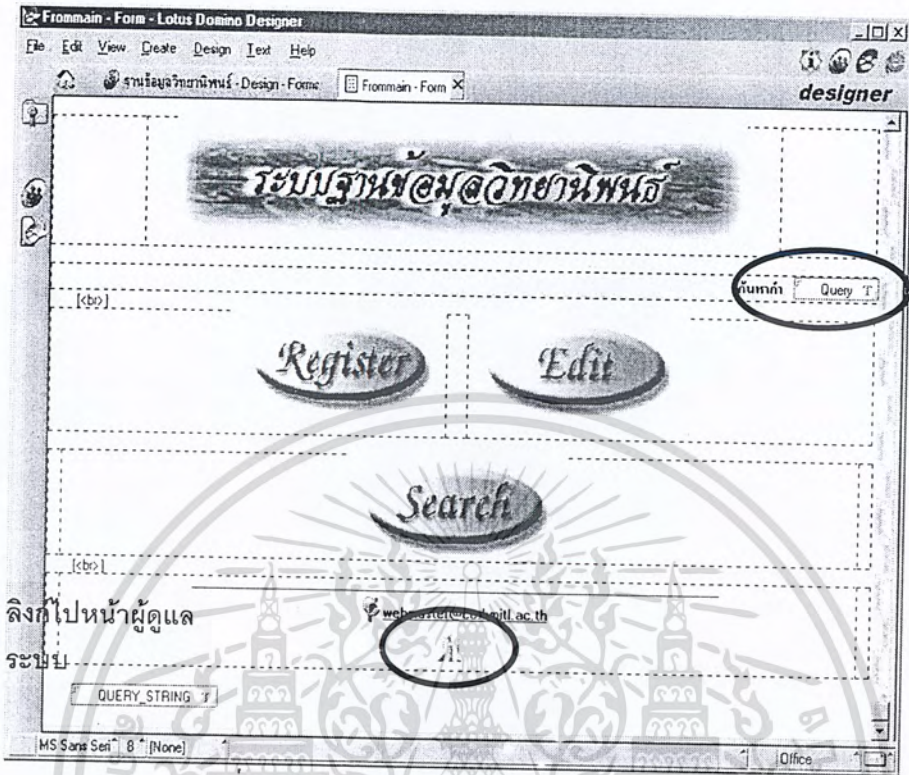 Frommain - Form - Lotus Domino Designer
File Edit View Create Design Text Help
ฐานข้อมูลวิทยานิพนธ์ - Design - Forms Frommain - Form
designer
ระบบฐานข้อมูลวิทยานิพนธ์
ค้นหาคำ Query T
[<br>]
Register Edit
Search
[<br>]
ลิงก์ไปหน้าผู้ดูแล
ระบบ
QUERY_STRING T
MS Sans Seri 8 [None] Office